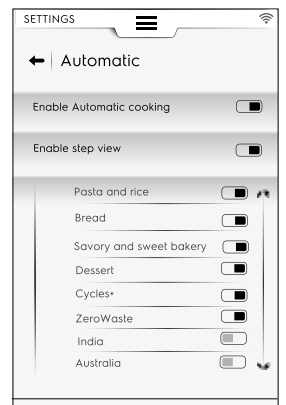 SETTINGS
Automatic
Enable Automatic cooking
Enable step view
Pasta and rice
Bread
Savory and sweet bakery
Dessert
Cycles+
ZeroWaste
India
Australia